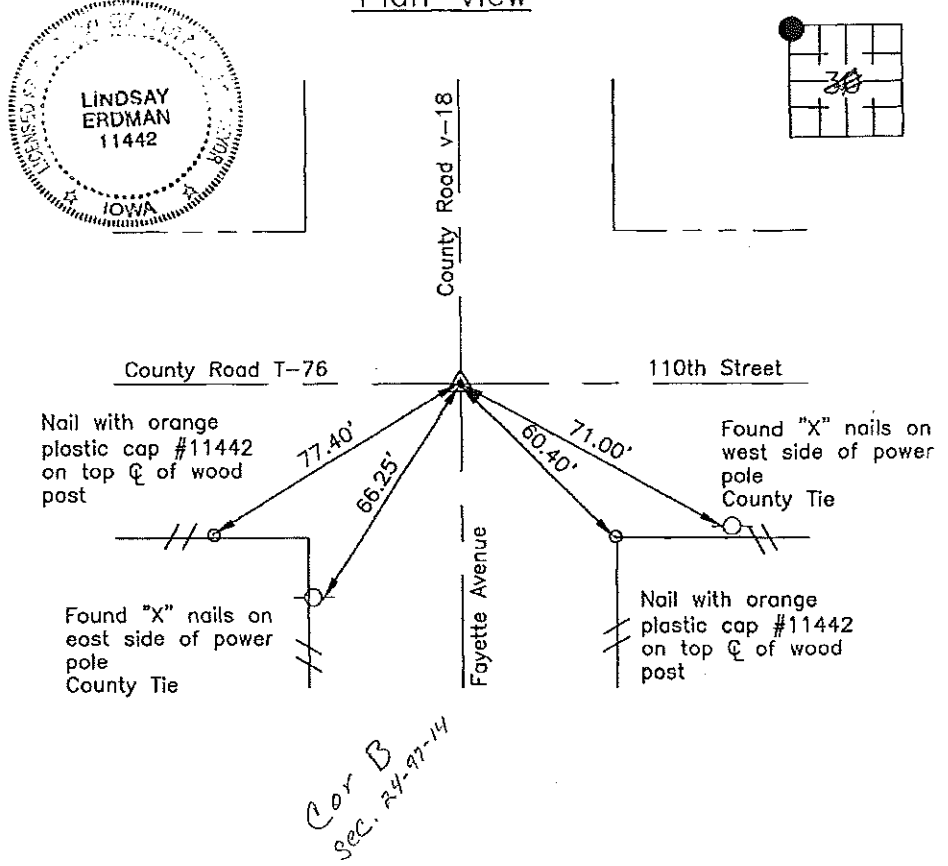 Plan View
LINDSAY
ERDMAN
11442
LICENSED
IOWA
County Road v-18
County Road T-76
110th Street
Nail with orange
plastic cap #11442
on top ℄ of wood
post
77.40'
66.25'
60.40'
71.00'
Found "X" nails on
west side of power
pole
County Tie
Found "X" nails on
east side of power
pole
County Tie
Fayette Avenue
Nail with orange
plastic cap #11442
on top ℄ of wood
post
Cor B
Sec. 24-97-14